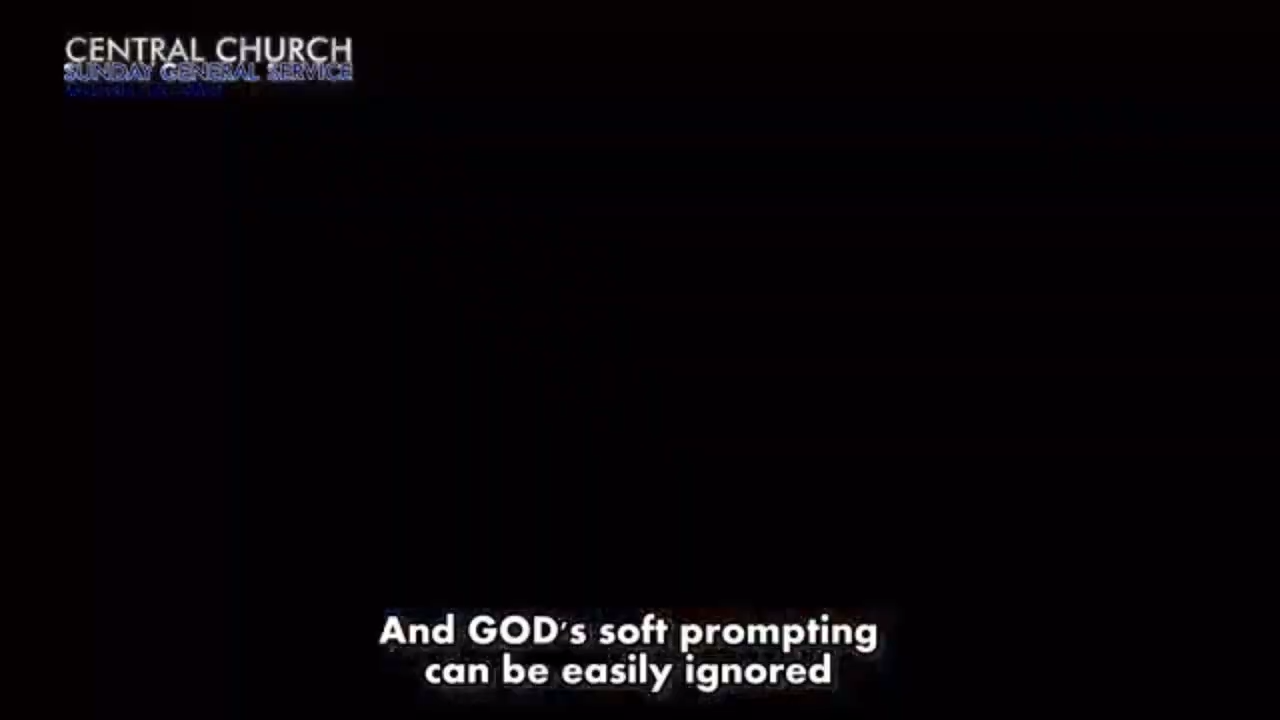 CENTRAL CHURCH
SUNDAY GENERAL SERVICE
And GOD's soft prompting
can be easily ignored